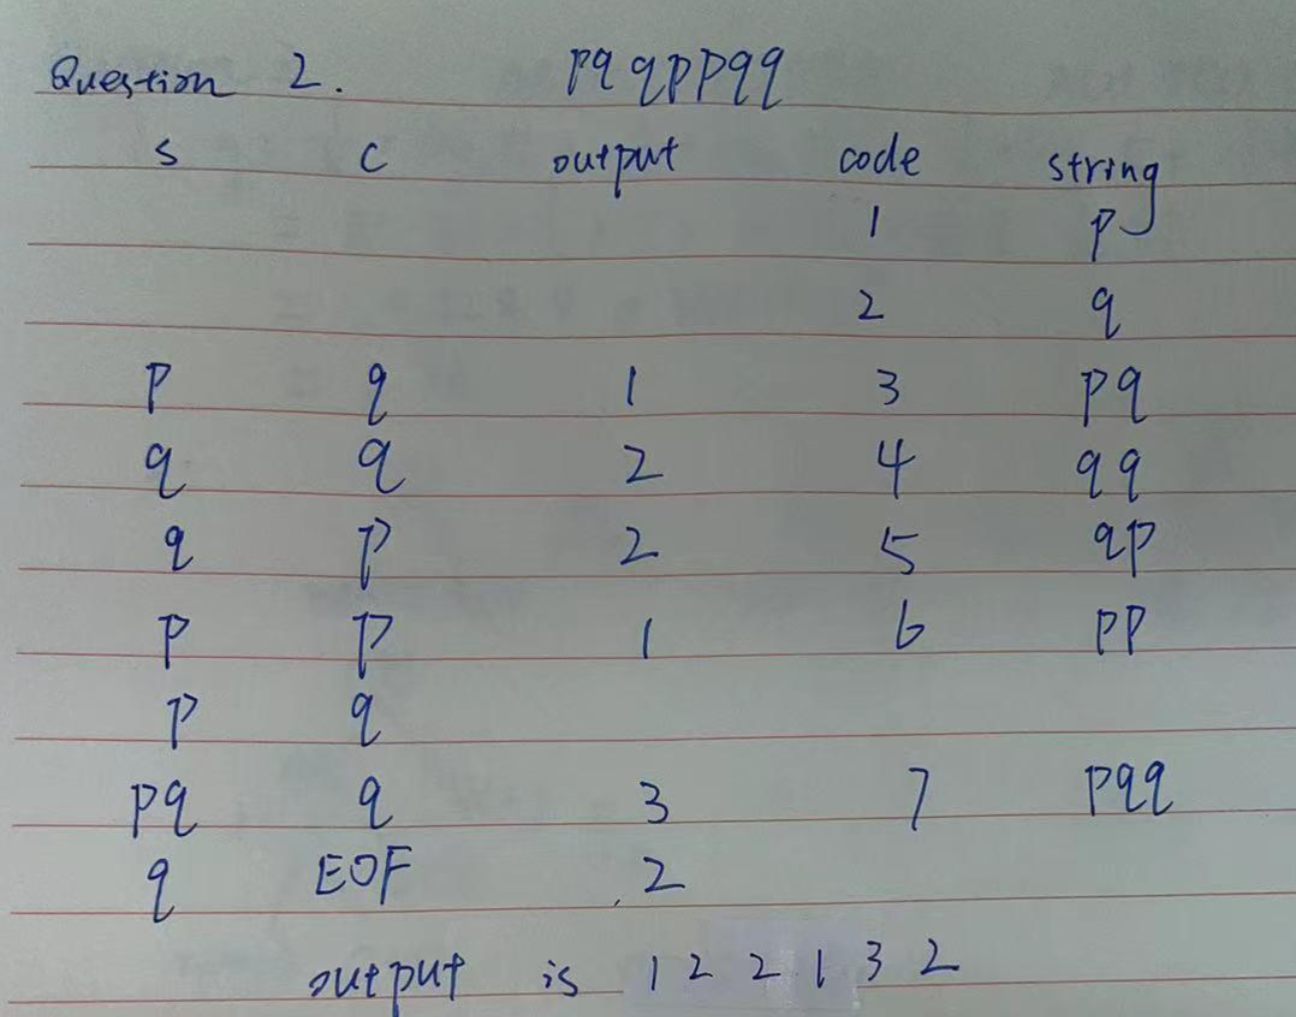 Question 2. pqqppqq
s c output code string
1 p
2 q
p q 1 3 pq
q q 2 4 qq
q p 2 5 qp
p p 1 6 pp
p q
pq q 3 7 pqq
q EOF 2
output is 1 2 2 1 3 2